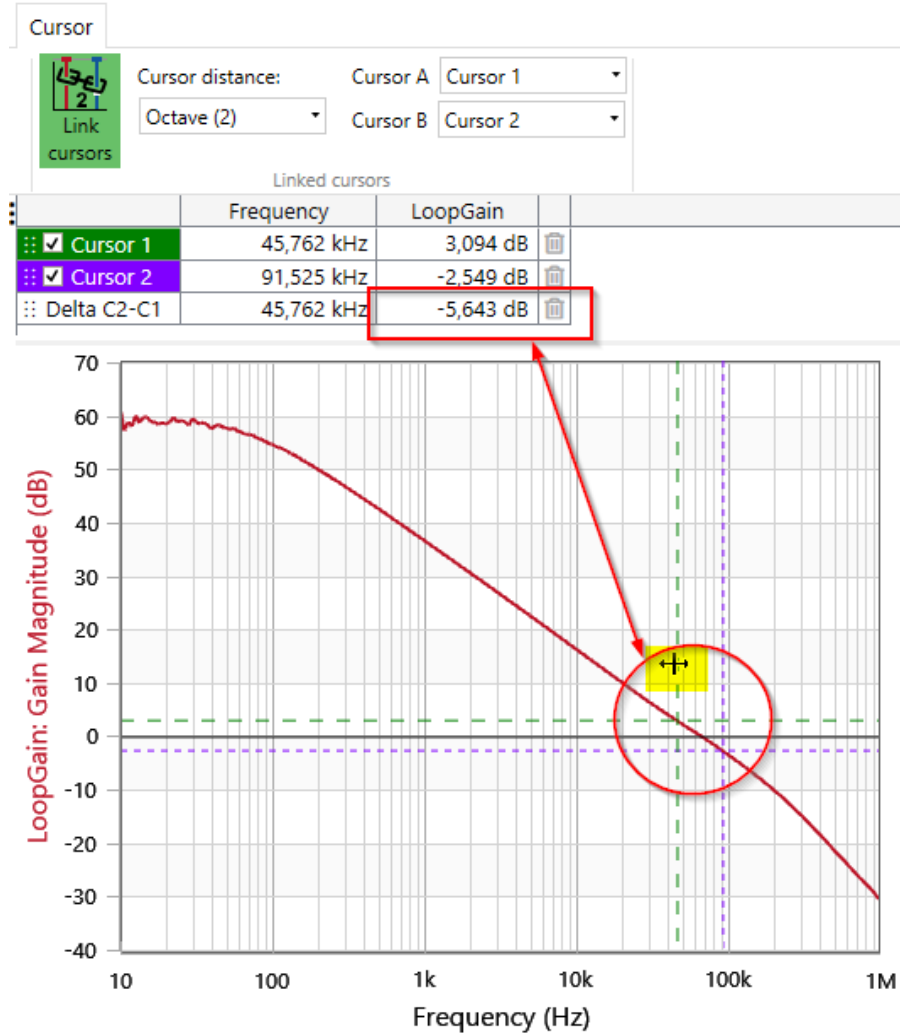 Cursor
Cursor distance: Cursor A Cursor 1
2 Octave (2) Cursor B Cursor 2
Link
cursors
Linked cursors
Frequency LoopGain
Cursor 1 45,762 kHz 3,094 dB
Cursor 2 91,525 kHz -2,549 dB
Delta C2-C1 45,762 kHz -5,643 dB
LoopGain: Gain Magnitude (dB)
70
60
50
40
30
20
10
0
-10
-20
-30
-40
10 100 1k 10k 100k 1M
Frequency (Hz)